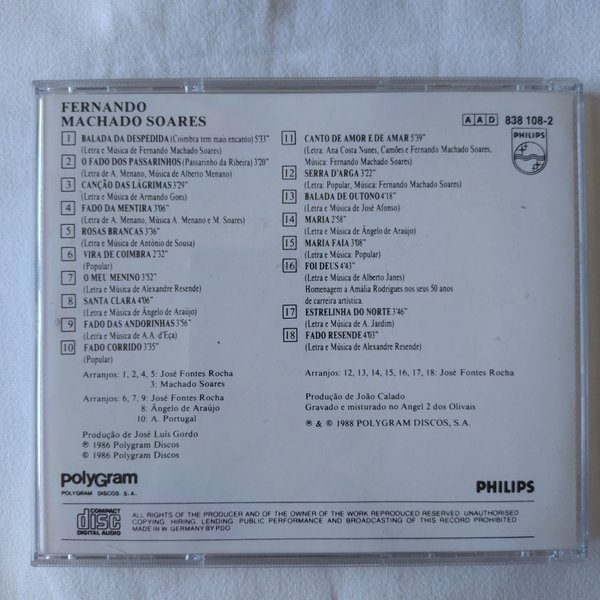 FERNANDO
MACHADO SOARES
1 BALADA DA DESPEDIDA (Coimbra tem mais encanto) 5'33"
(Letra e Música de Fernando Machado Soares)
2 O FADO DOS PASSARINHOS (Passarinho da Ribeira) 3'20"
(Letra de A. Menano, Música de Alberto Menano)
3 CANÇÃO DAS LÁGRIMAS 3'29"
(Letra e Música de Armando Goes)
4 FADO DA MENTIRA 3'06"
(Letra de A. Menano, Música A. Menano e M. Soares)
5 ROSAS BRANCAS 3'36"
(Letra e Música de António de Sousa)
6 VIRA DE COIMBRA 2'32"
(Popular)
7 O MEU MENINO 3'52"
(Letra e Música de Alexandre Resende)
8 SANTA CLARA 4'06"
(Letra e Música de Ângelo de Araújo)
9 FADO DAS ANDORINHAS 3'56"
(Letra e Música de A.A. d'Eça)
10 FADO CORRIDO 3'35"
(Popular)
Arranjos: 1, 2, 4, 5: José Fontes Rocha
3: Machado Soares
Arranjos: 6, 7, 9: José Fontes Rocha
8: Ângelo de Araújo
10: A. Portugal
Produção de José Luís Gordo
℗ 1986 Polygram Discos
© 1986 Polygram Discos
AAD 838 108-2
PHILIPS
11 CANTO DE AMOR E DE AMAR 5'39"
(Letra: Ana Costa Nunes, Camões e Fernando Machado Soares,
Música: Fernando Machado Soares)
12 SERRA D'ARGA 3'22"
(Letra: Popular, Música: Fernando Machado Soares)
13 BALADA DE OUTONO 4'18"
(Letra e Música de José Afonso)
14 MARIA 2'58"
(Letra e Música de Ângelo de Araújo)
15 MARIA FAIA 3'08"
(Letra e Música: Popular)
16 FOI DEUS 4'43"
(Letra e Música de Alberto Janes)
Homenagem a Amália Rodrigues nos seus 50 anos
de carreira artística.
17 ESTRELINHA DO NORTE 3'46"
(Letra e Música de A. Jardim)
18 FADO RESENDE 4'03"
(Letra e Música de Alexandre Resende)
Arranjos: 12, 13, 14, 15, 16, 17, 18: José Fontes Rocha
Produção de João Calado
Gravado e misturado no Angel 2 dos Olivais
℗ & © 1988 POLYGRAM DISCOS, S.A.
polyGram
POLYGRAM DISCOS, S.A.
PHILIPS
COMPACT
disc
DIGITAL AUDIO
ALL RIGHTS OF THE PRODUCER AND OF THE OWNER OF THE WORK REPRODUCED RESERVED UNAUTHORISED
COPYING, HIRING, LENDING, PUBLIC PERFORMANCE AND BROADCASTING OF THIS RECORD PROHIBITED
MADE IN W. GERMANY BY PDO